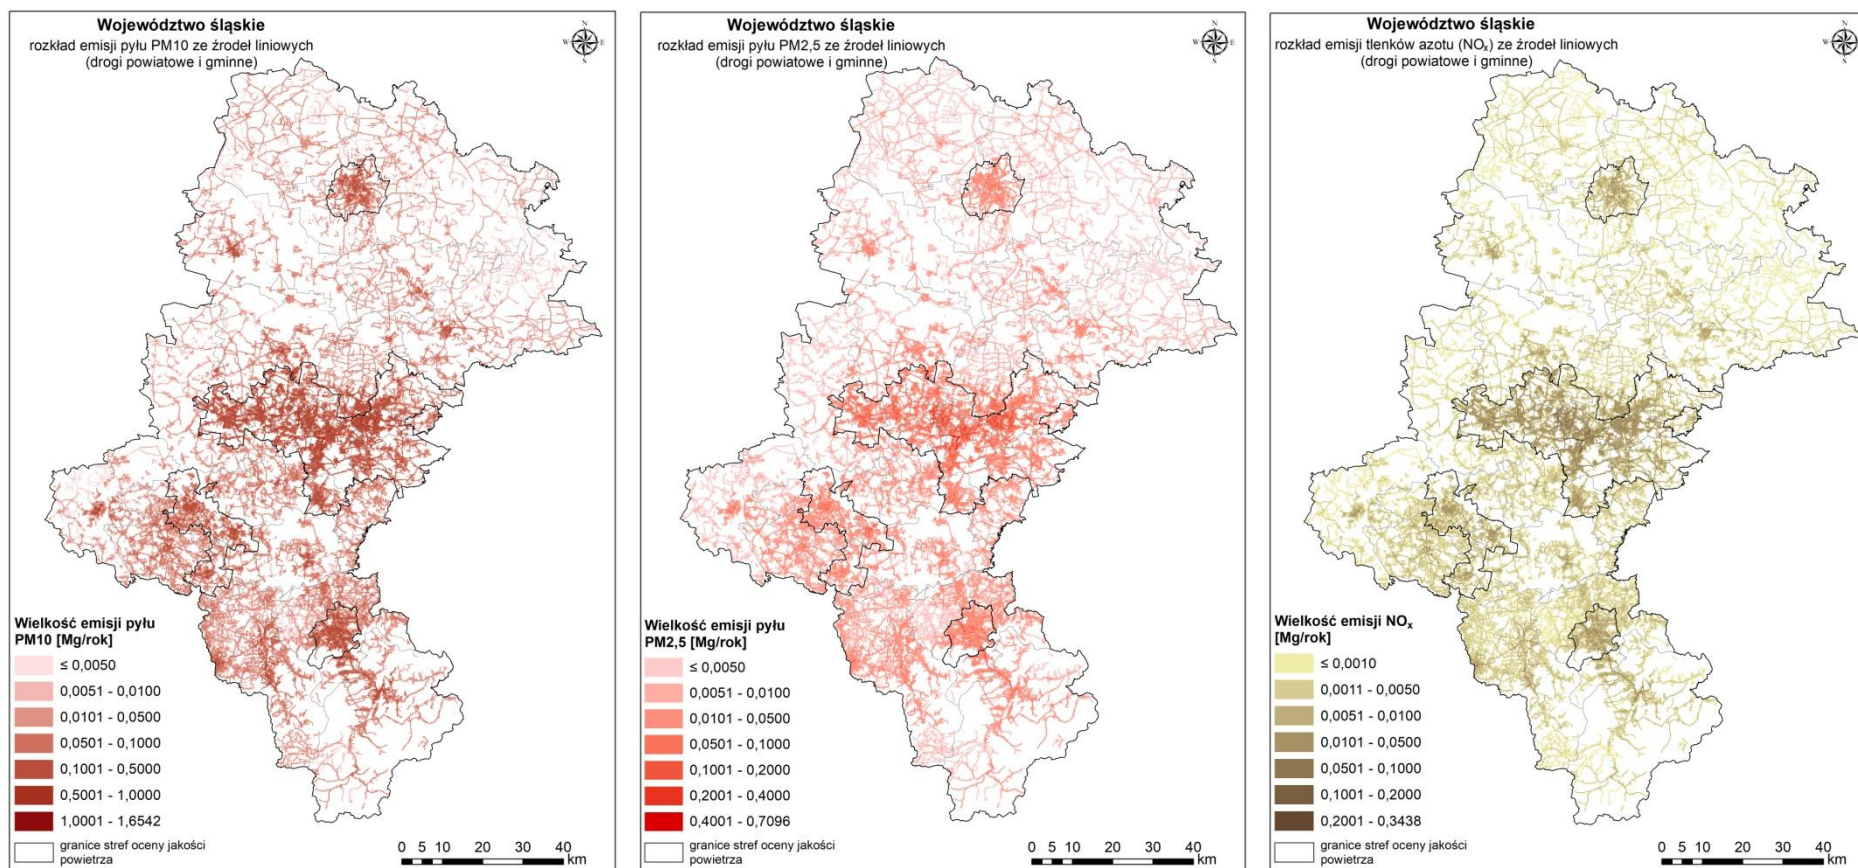 Województwo śląskie
rozkład emisji pyłu PM10 ze źrodeł liniowych
(drogi powiatowe i gminne)
N
W E
S
Wielkość emisji pyłu
PM10 [Mg/rok]
≤ 0,0050
0,0051 - 0,0100
0,0101 - 0,0500
0,0501 - 0,1000
0,1001 - 0,5000
0,5001 - 1,0000
1,0001 - 1,6542
granice stref oceny jakości
powietrza
0 5 10 20 30 40
km
Województwo śląskie
rozkład emisji pyłu PM2,5 ze źrodeł liniowych
(drogi powiatowe i gminne)
N
W E
S
Wielkość emisji pyłu
PM2,5 [Mg/rok]
≤ 0,0050
0,0051 - 0,0100
0,0101 - 0,0500
0,0501 - 0,1000
0,1001 - 0,2000
0,2001 - 0,4000
0,4001 - 0,7096
granice stref oceny jakości
powietrza
0 5 10 20 30 40
km
Województwo śląskie
rozkład emisji tlenków azotu (NOₓ) ze źrodeł liniowych
(drogi powiatowe i gminne)
N
W E
S
Wielkość emisji NOₓ
[Mg/rok]
≤ 0,0010
0,0011 - 0,0050
0,0051 - 0,0100
0,0101 - 0,0500
0,0501 - 0,1000
0,1001 - 0,2000
0,2001 - 0,3438
granice stref oceny jakości
powietrza
0 5 10 20 30 40
km